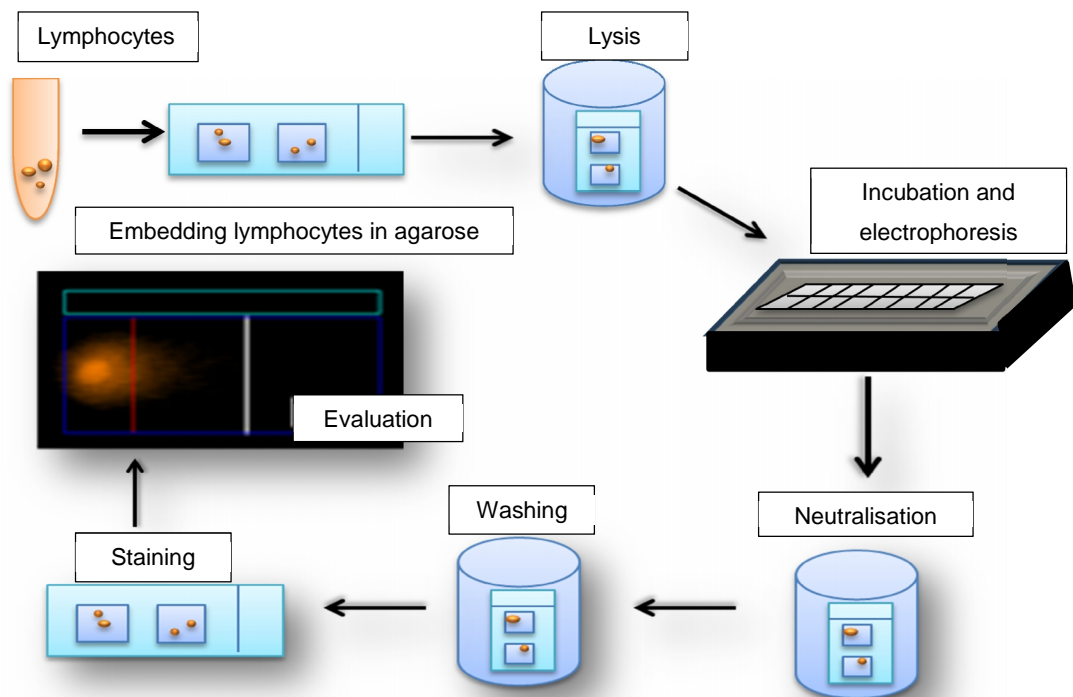 Lymphocytes
Lysis
Embedding lymphocytes in agarose
Incubation and
electrophoresis
Neutralisation
Washing
Staining
Evaluation